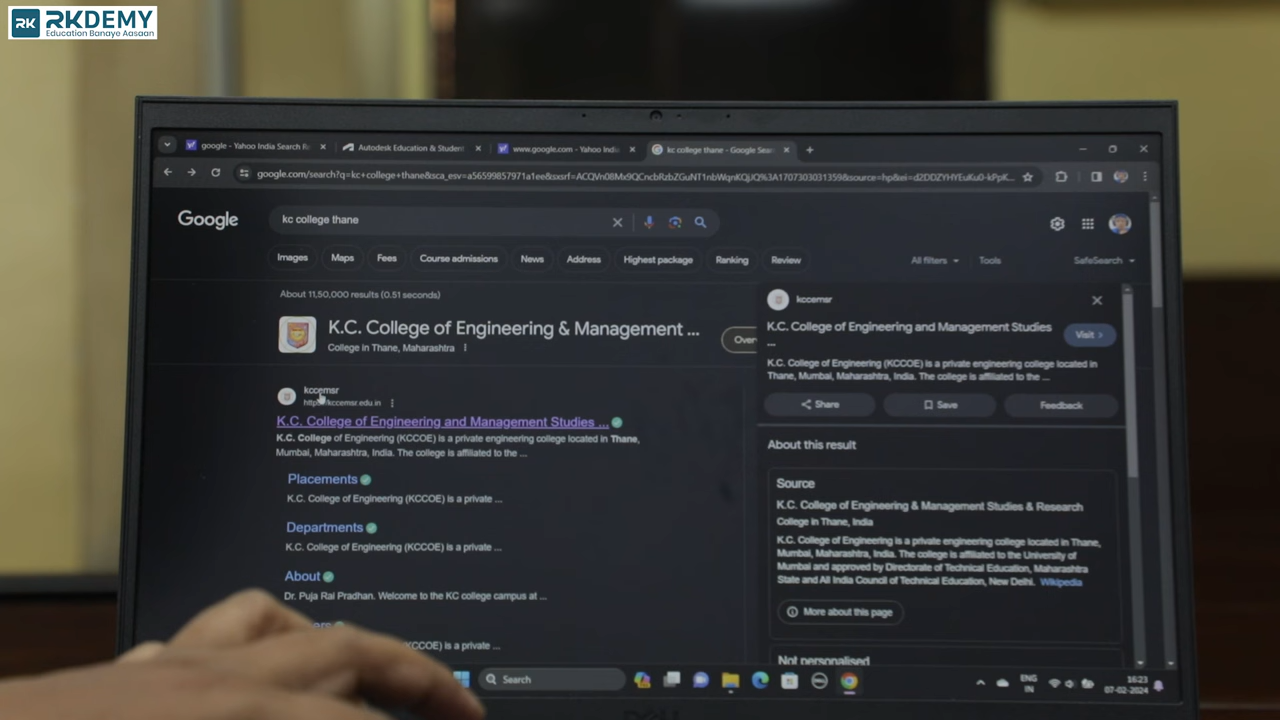 RK RKDEMY
Education Banaye Aasaan
google - Yahoo India Search Re
Autodesk Education & Student
www.google.com - Yahoo India
kc college thane - Google Sear
kc college thane
Google
Images
Maps
Fees
Course admissions
News
Address
Highest package
Ranking
Review
All filters
Tools
SafeSearch
About 11,50,000 results (0.51 seconds)
K.C. College of Engineering & Management ...
College in Thane, Maharashtra
Over
kccemsr
kccemsr.edu.in
K.C. College of Engineering and Management Studies ...
K.C. College of Engineering (KCCOE) is a private engineering college located in Thane,
Mumbai, Maharashtra, India. The college is affiliated to the ...
Placements
K.C. College of Engineering (KCCOE) is a private ...
Departments
K.C. College of Engineering (KCCOE) is a private ...
About
Dr. Puja Rai Pradhan. Welcome to the KC college campus at ...
KCCOE) is a private ...
kccemsr
K.C. College of Engineering and Management Studies
...
Visit
K.C. College of Engineering (KCCOE) is a private engineering college located in
Thane, Mumbai, Maharashtra, India. The college is affiliated to the ...
Share
Save
Feedback
About this result
Source
K.C. College of Engineering & Management Studies & Research
College in Thane, India
K.C. College of Engineering is a private engineering college located in Thane,
Mumbai, Maharashtra, India. The college is affiliated to the University of
Mumbai and approved by Directorate of Technical Education, Maharashtra
State and All India Council of Technical Education, New Delhi. Wikipedia
More about this page
Not personalised
Search
ENG
IN
16:23
07-02-2024